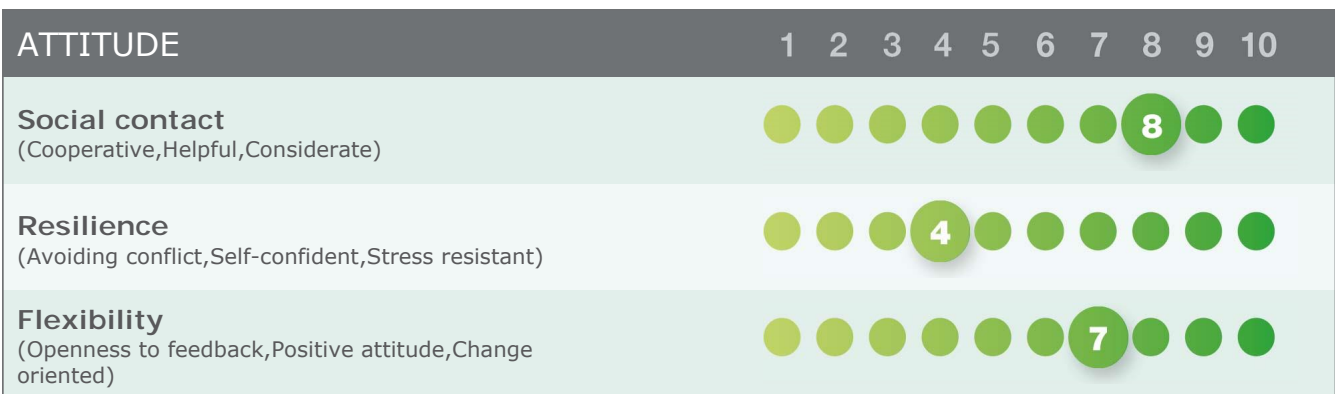 ATTITUDE 1 2 3 4 5 6 7 8 9 10
Social contact
(Cooperative,Helpful,Considerate)
8
Resilience
(Avoiding conflict,Self-confident,Stress resistant)
4
Flexibility
(Openness to feedback,Positive attitude,Change
oriented)
7